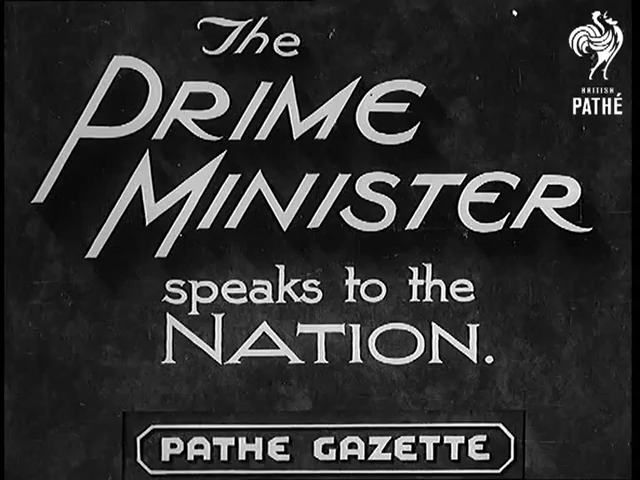 The
PRIME
MINISTER
speaks to the
NATION.
PATHE GAZETTE
BRITISH
PATHÉ